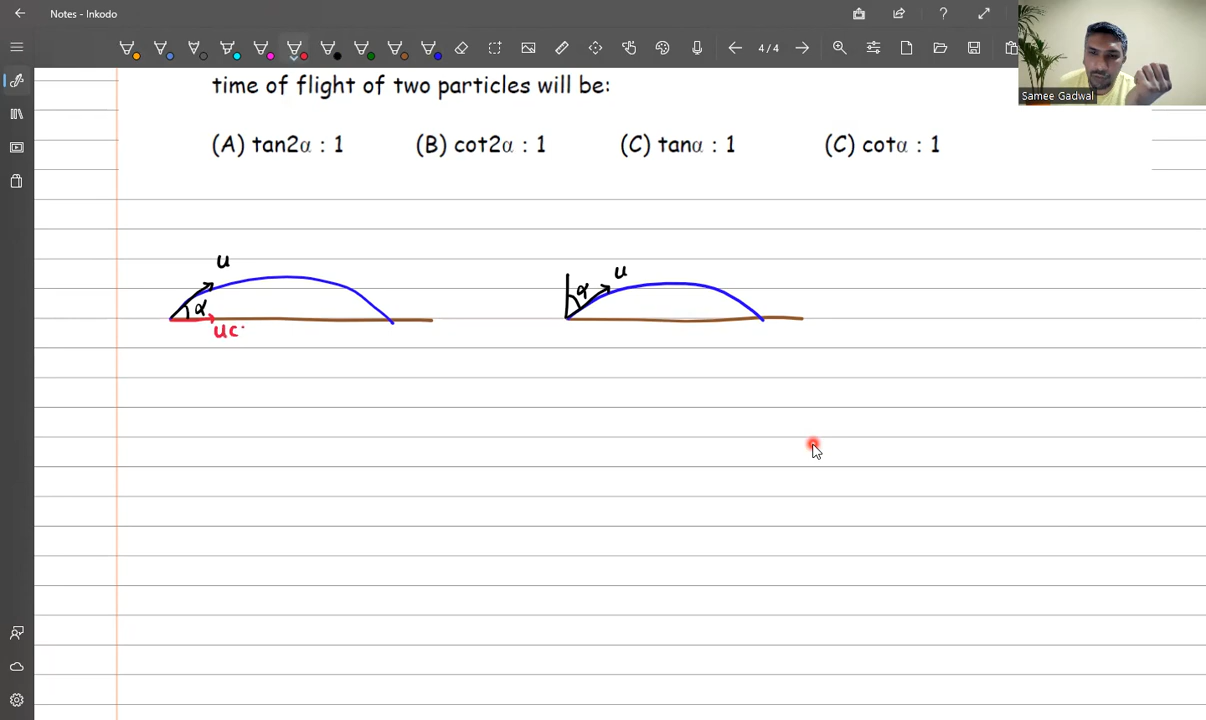 Notes - Inkodo
4/4
Samee Gadwal
time of flight of two particles will be:
(A) tan2α : 1 (B) cot2α : 1 (C) tanα : 1 (C) cotα : 1
u
α
uc
u
α